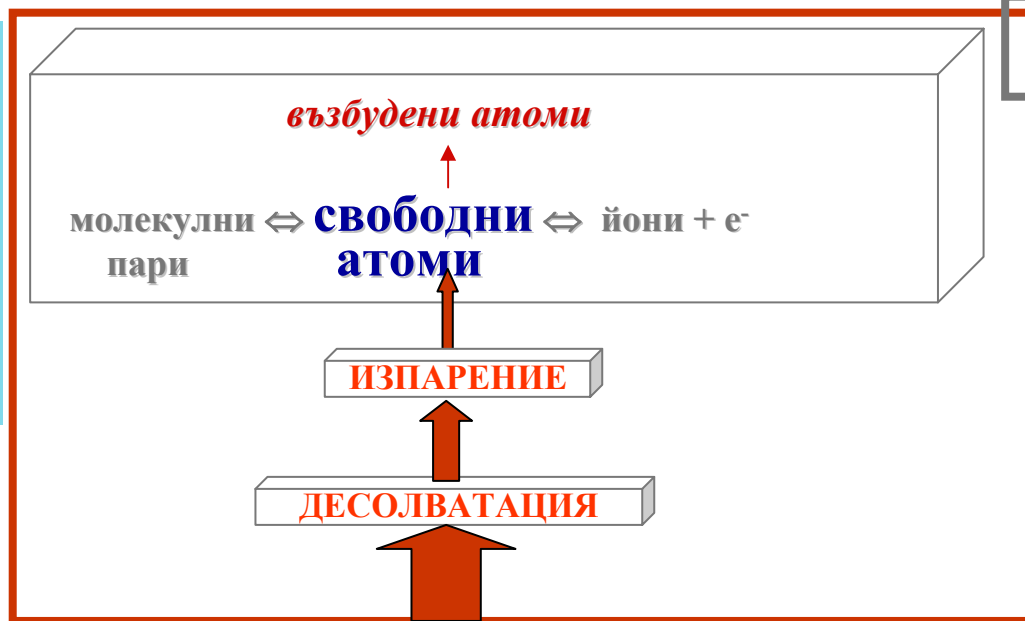 възбудени атоми
молекулни ⇔ свободни ⇔ йони + e⁻
пари атоми
ИЗПАРЕНИЕ
ДЕСОЛВАТАЦИЯ